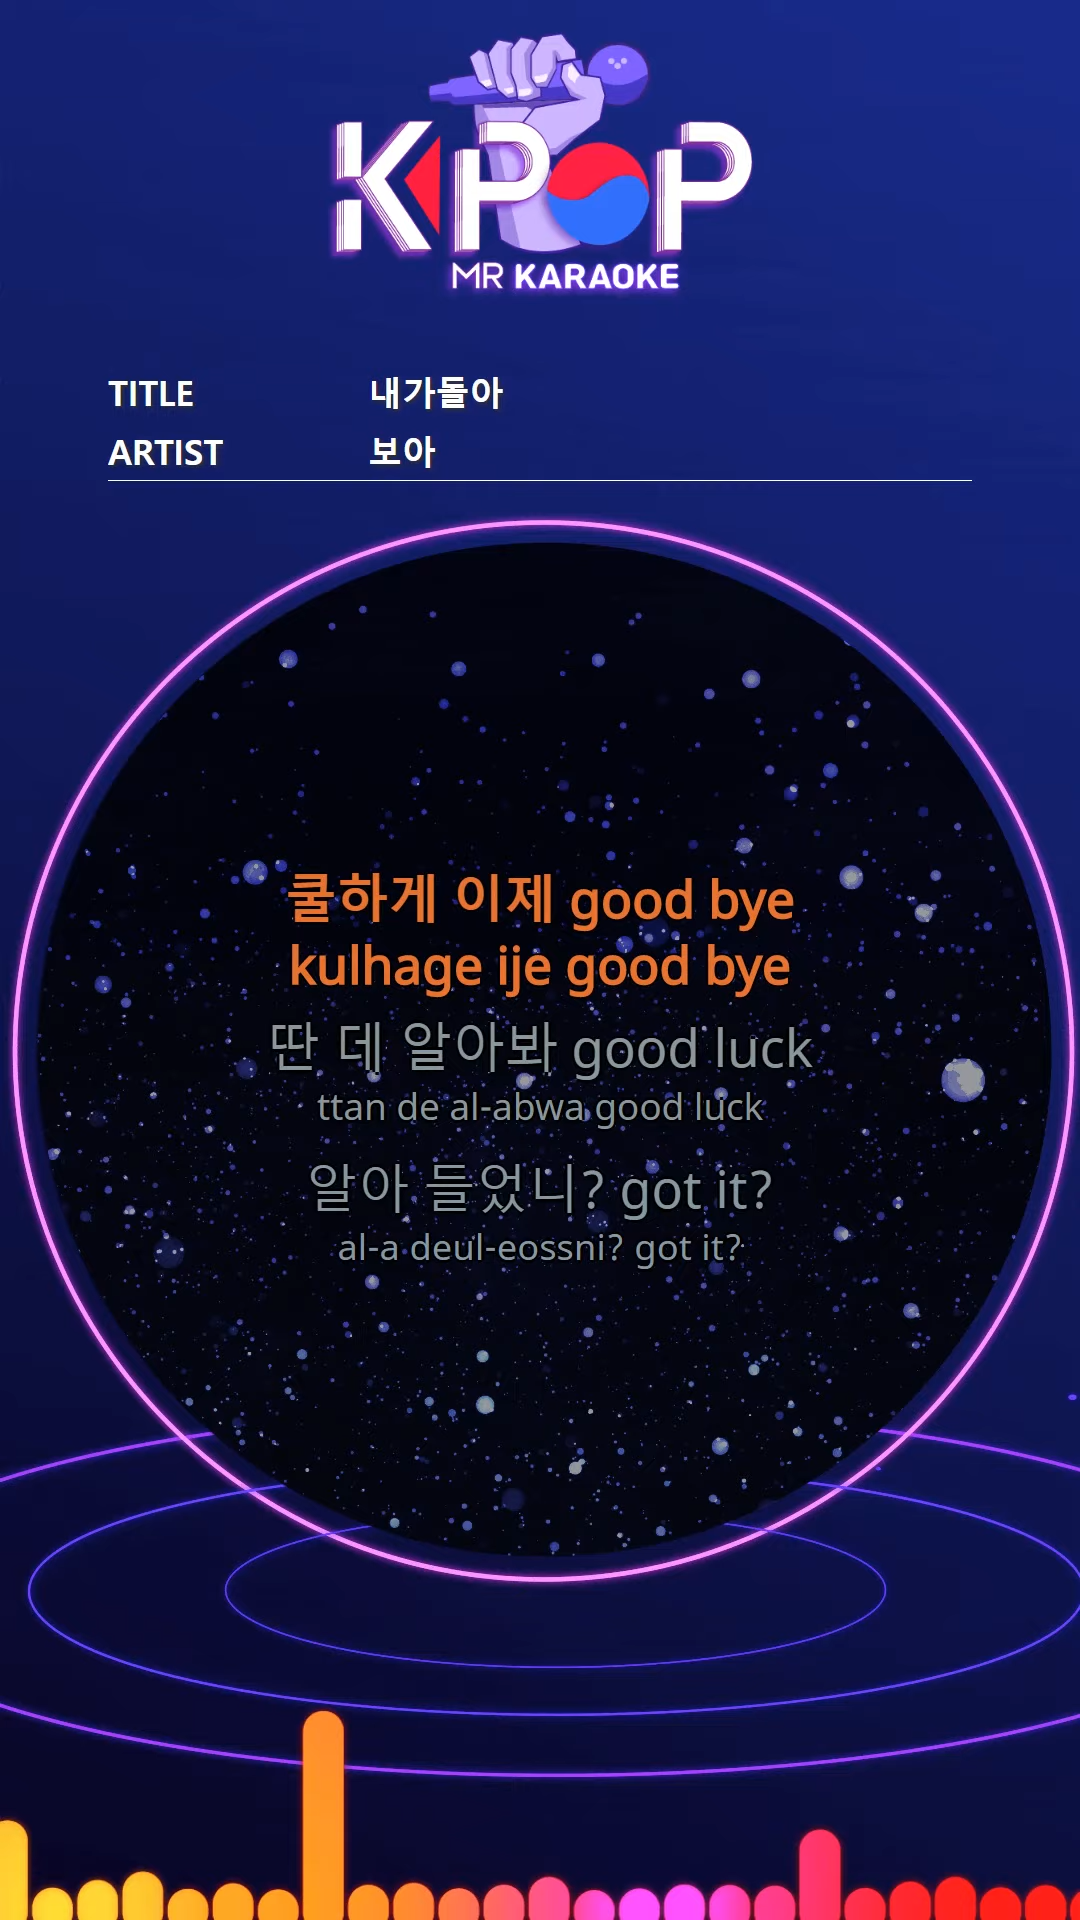 KPOP
MR KARAOKE
TITLE 내가돌아
ARTIST 보아
쿨하게 이제 good bye
kulhage ije good bye
딴 데 알아봐 good luck
ttan de al-abwa good luck
알아 들었니? got it?
al-a deul-eossni? got it?